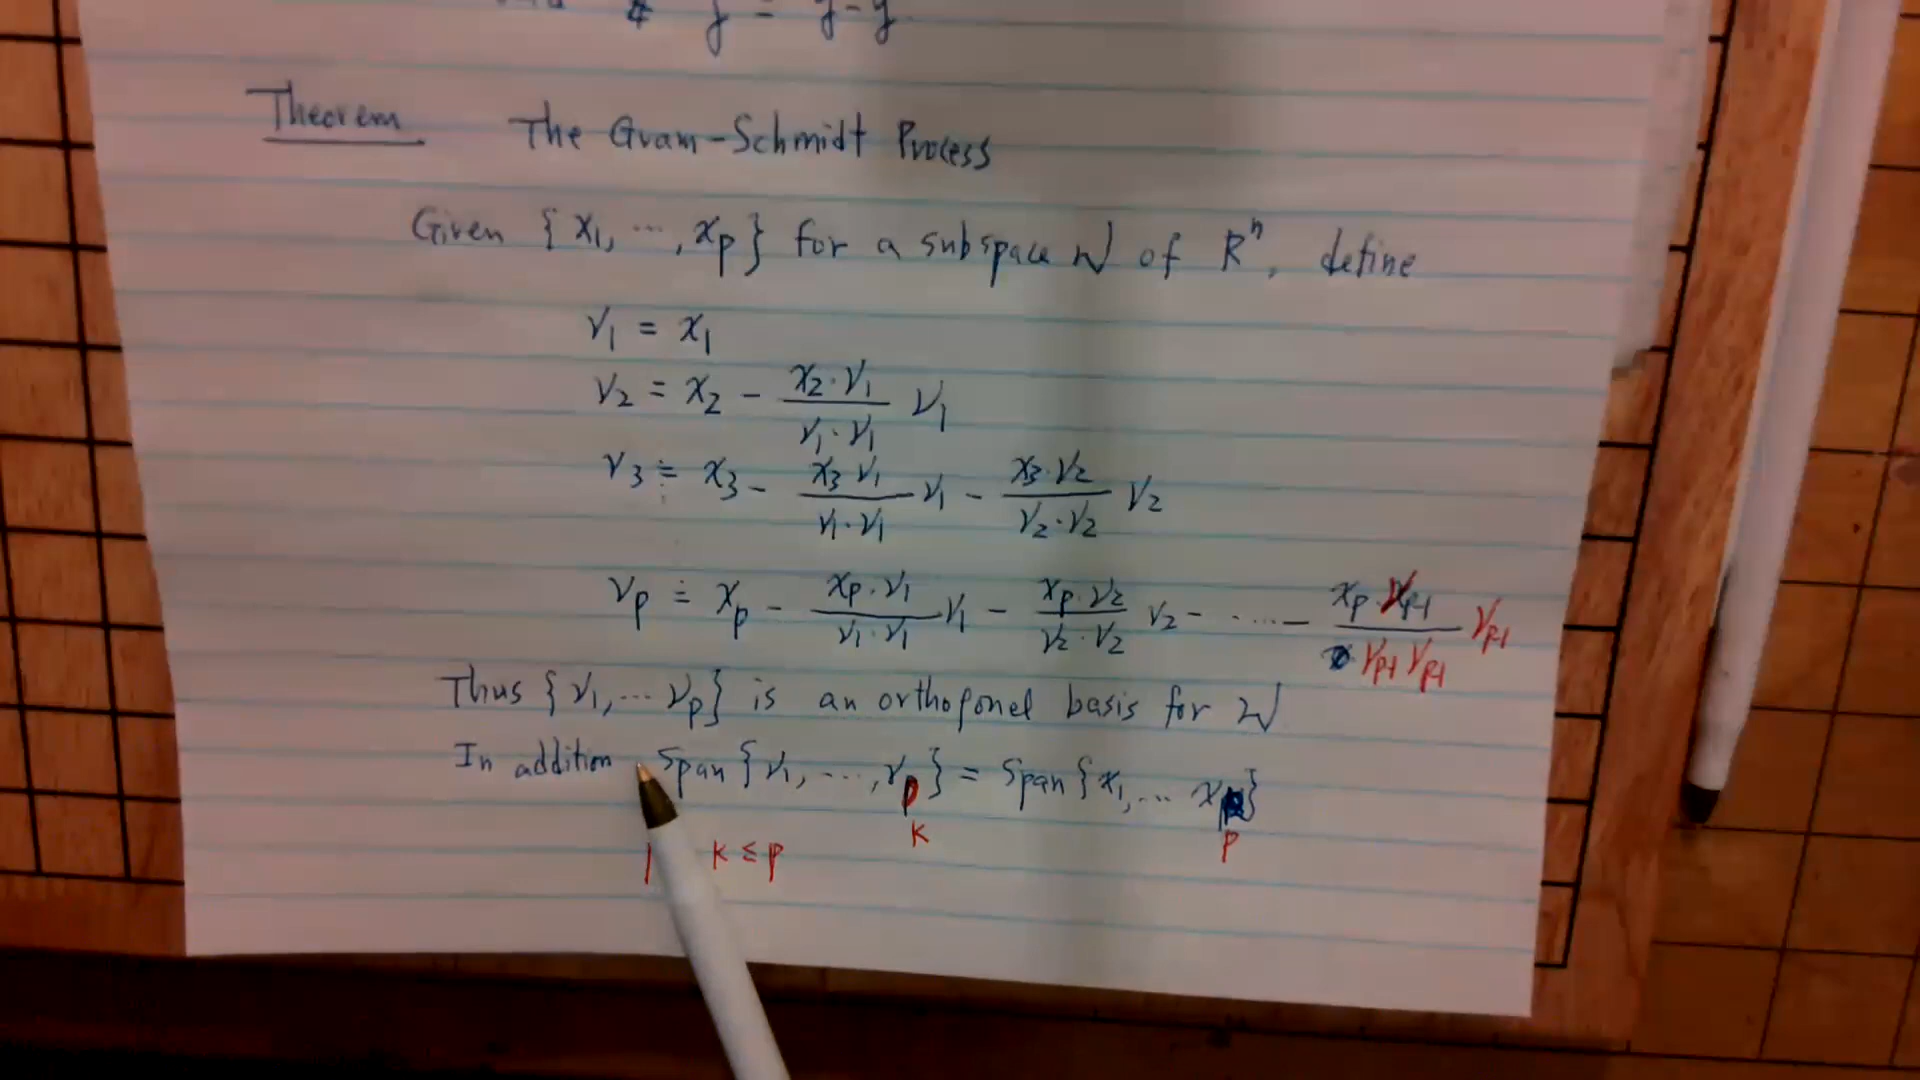 y = y - y
Theorem The Gram-Schmidt Process
Given {x₁, ..., xₚ} for a subspace W of Rⁿ, define
v₁ = x₁
v₂ = x₂ - (x₂·v₁)/(v₁·v₁) v₁
v₃ = x₃ - (x₃·v₁)/(v₁·v₁) v₁ - (x₃·v₂)/(v₂·v₂) v₂
vₚ = xₚ - (xₚ·v₁)/(v₁·v₁) v₁ - (xₚ·v₂)/(v₂·v₂) v₂ - ..... - (xₚ·vₚ₋₁)/(vₚ₋₁ vₚ₋₁) vₚ₋₁
Thus {v₁, ... vₚ} is an orthogonel basis for W
In addition Span {v₁, ..., vₚ} = Span {x₁, ... x }
k p
1 k ≤ p